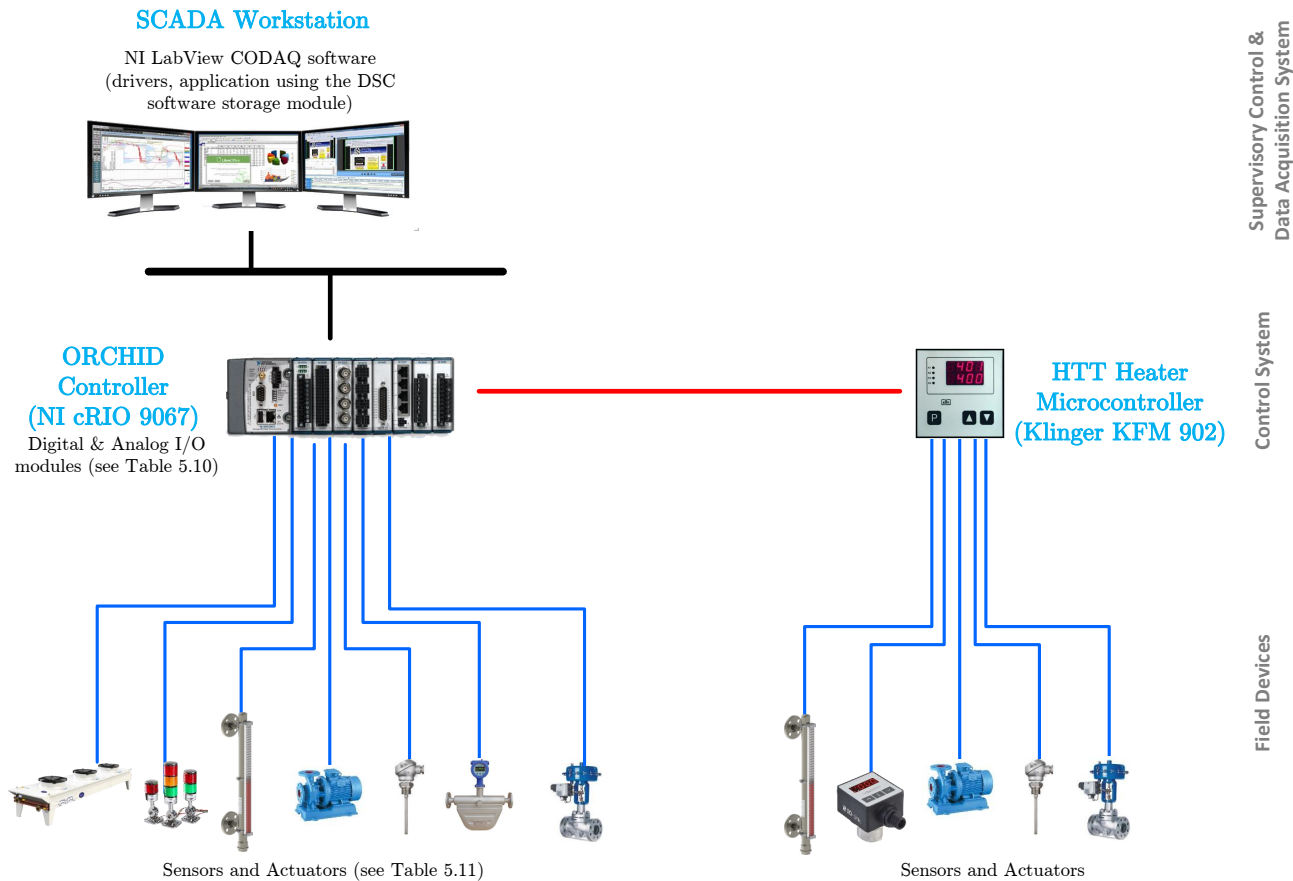 SCADA Workstation
NI LabView CODAQ software
(drivers, application using the DSC
software storage module)
Supervisory Control &
Data Acquisition System
ORCHID
Controller
(NI cRIO 9067)
Digital & Analog I/O
modules (see Table 5.10)
401
400
P
HTT Heater
Microcontroller
(Klinger KFM 902)
Control System
Field Devices
Sensors and Actuators (see Table 5.11)
Sensors and Actuators